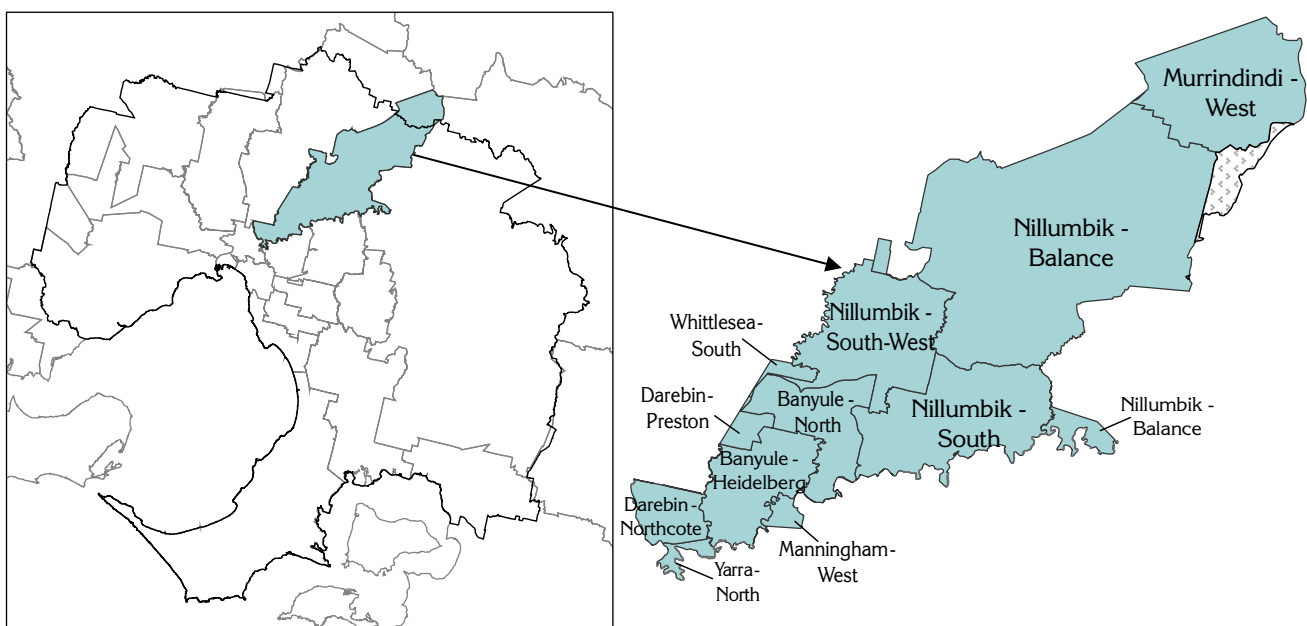 Murrindindi -
West
Nillumbik -
Balance
Nillumbik -
South-West
Whittlesea-
South
Darebin-
Preston
Banyule -
North
Nillumbik -
South
Nillumbik -
Balance
Banyule -
Heidelberg
Darebin-
Northcote
Manningham-
West
Yarra-
North